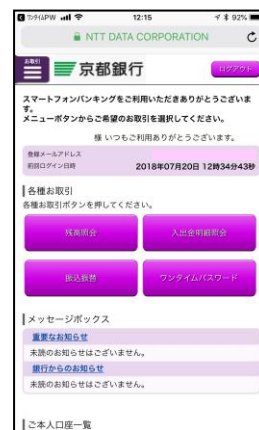 12:15
92%
NTT DATA CORPORATION
お取引
京都銀行
ログアウト
スマートフォンバンキングをご利用いただきありがとうございま
す。
メニューボタンからご希望のお取引を選択してください。
様 いつもご利用ありがとうございます。
登録メールアドレス
前回ログイン日時 2018年07月20日 12時34分43秒
各種お取引
各種お取引ボタンを押してください。
残高照会 入出金明細照会
振込振替 ワンタイムパスワード
メッセージボックス
重要なお知らせ
未読のお知らせはございません。
銀行からのお知らせ
未読のお知らせはございません。
ご本人口座一覧